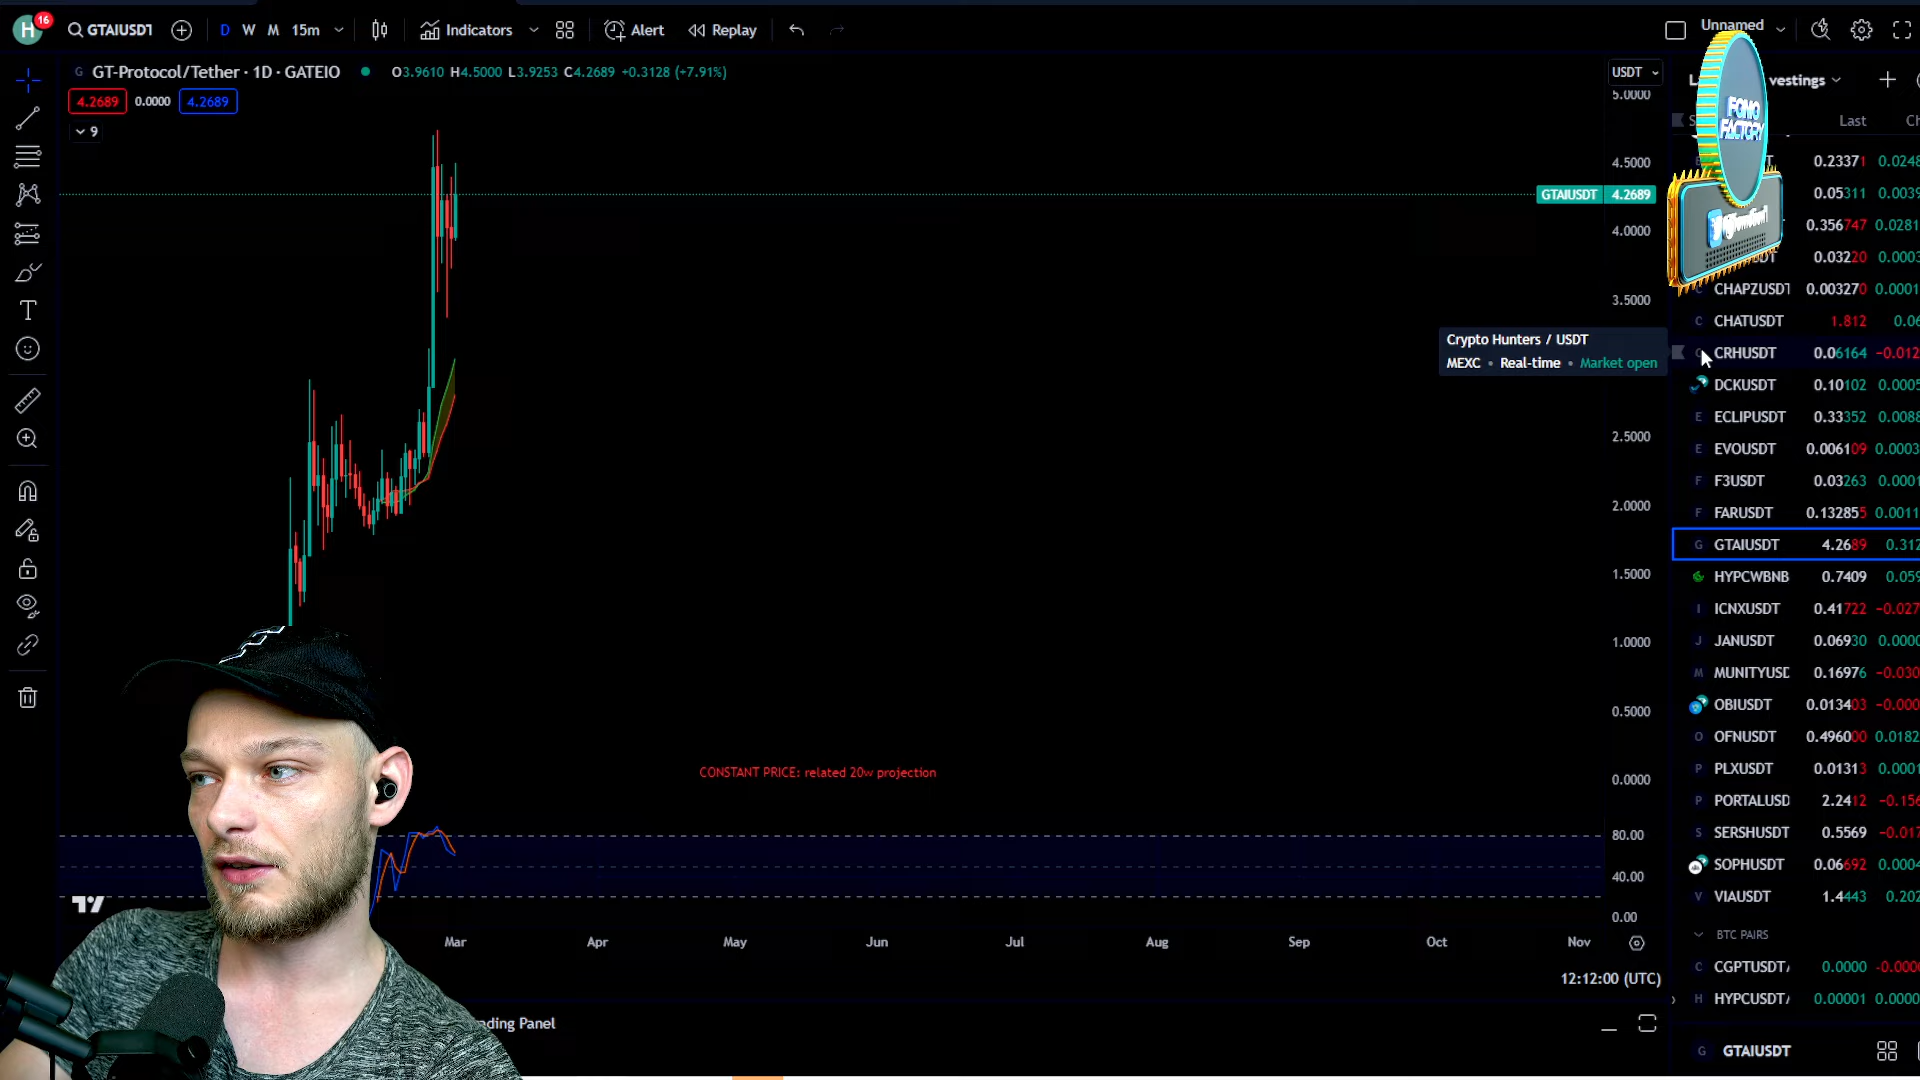 H 16 GTAIUSDT D W M 15m Indicators Alert Replay Unnamed
G GT-Protocol/Tether · 1D · GATEIO O3.9610 H4.5000 L3.9253 C4.2689 +0.3128 (+7.91%) USDT
4.2689 0.0000 4.2689
9
5.0000
4.5000
GTAIUSDT 4.2689
4.0000
3.5000
2.5000
2.0000
1.5000
1.0000
0.5000
0.0000
80.00
40.00
0.00
CONSTANT PRICE: related 20w projection
Mar Apr May Jun Jul Aug Sep Oct Nov
12:12:00 (UTC)
ading Panel
Crypto Hunters / USDT
MEXC • Real-time • Market open
FOMO
FACTORY
vestings
Last
0.23371 0.0248
0.05311 0.0039
0.356747 0.0281
0.03220 0.0003
C CHAPZUSDT 0.003270 0.0001
C CHATUSDT 1.812 0.06
CRHUSDT 0.06164 −0.012
DCKUSDT 0.10102 0.0005
E ECLIPUSDT 0.33352 0.0088
E EVOUSDT 0.006109 0.0003
F F3USDT 0.03263 0.0001
F FARUSDT 0.132855 0.0011
G GTAIUSDT 4.2689 0.312
HYPCWBNB 0.7409 0.059
I ICNXUSDT 0.41722 −0.027
J JANUSDT 0.06930 0.0000
M MUNITYUSD 0.16976 −0.030
OBIUSDT 0.013403 −0.000
O OFNUSDT 0.496000 0.0182
P PLXUSDT 0.01313 0.0001
P PORTALUSD 2.2412 −0.156
S SERSHUSDT 0.5569 −0.017
SOPHUSDT 0.06692 0.0004
V VIAUSDT 1.4443 0.202
BTC PAIRS
C CGPTUSDT/ 0.0000 −0.0000
H HYPCUSDT/ 0.00001 0.0000
G GTAIUSDT